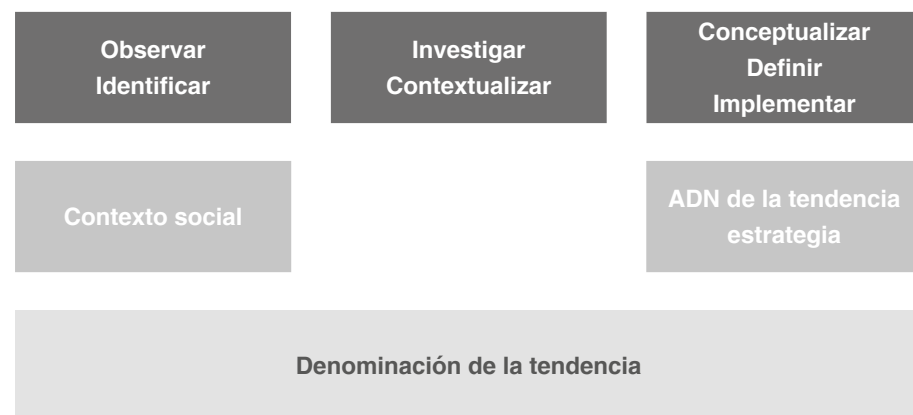 Observar
Identificar
Investigar
Contextualizar
Conceptualizar
Definir
Implementar
Contexto social
ADN de la tendencia
estrategia
Denominación de la tendencia